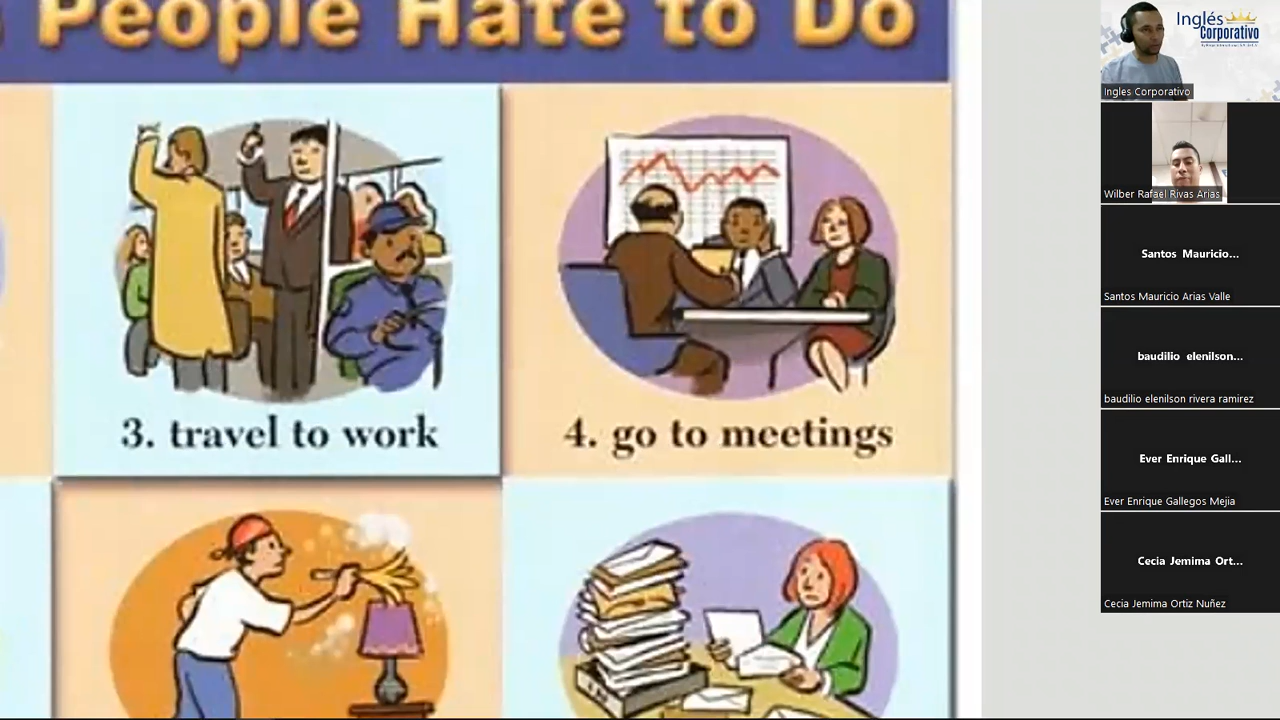 People Hate to Do
3. travel to work
4. go to meetings
Inglés
Corporativo
Ingles Corporativo
Wilber Rafael Rivas Arias
Santos Mauricio...
Santos Mauricio Arias Valle
baudilio elenilson...
baudilio elenilson rivera ramirez
Ever Enrique Gall...
Ever Enrique Gallegos Mejia
Cecia Jemima Ort...
Cecia Jemima Ortiz Nuñez